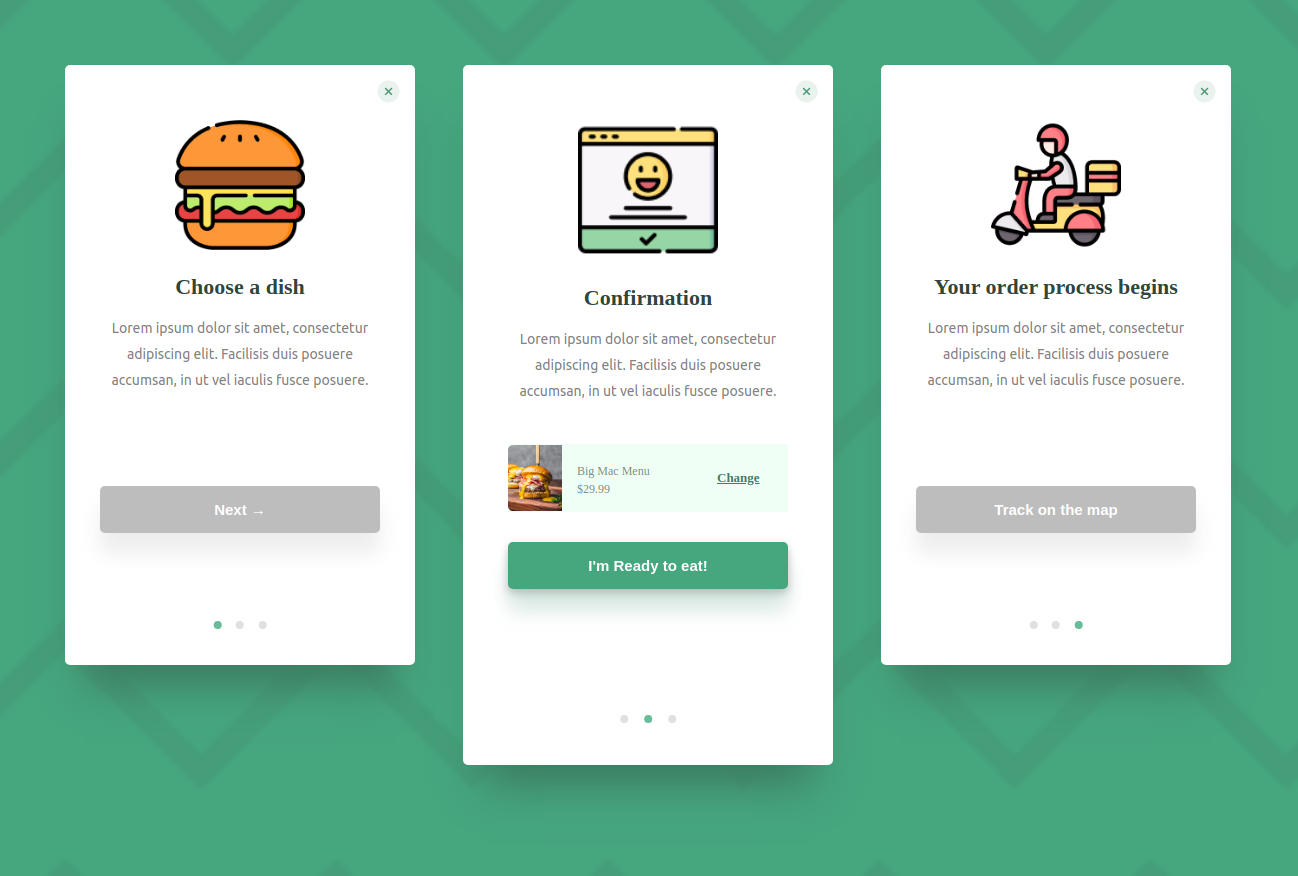 Choose a dish
Lorem ipsum dolor sit amet, consectetur
adipiscing elit. Facilisis duis posuere
accumsan, in ut vel iaculis fusce posuere.
Next →
Confirmation
Lorem ipsum dolor sit amet, consectetur
adipiscing elit. Facilisis duis posuere
accumsan, in ut vel iaculis fusce posuere.
Big Mac Menu
$29.99
Change
I'm Ready to eat!
Your order process begins
Lorem ipsum dolor sit amet, consectetur
adipiscing elit. Facilisis duis posuere
accumsan, in ut vel iaculis fusce posuere.
Track on the map